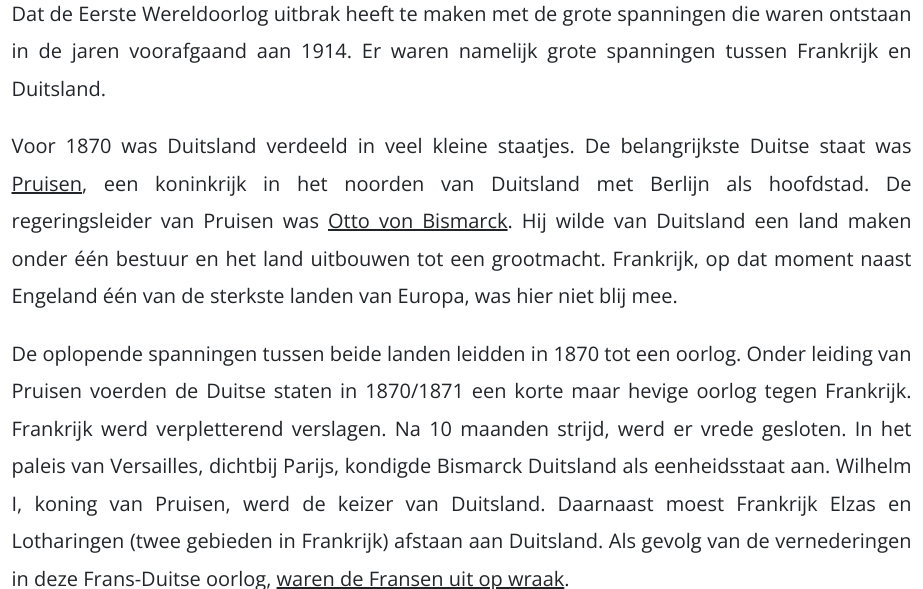 Dat de Eerste Wereldoorlog uitbrak heeft te maken met de grote spanningen die waren ontstaan
in de jaren voorafgaand aan 1914. Er waren namelijk grote spanningen tussen Frankrijk en
Duitsland.
Voor 1870 was Duitsland verdeeld in veel kleine staatjes. De belangrijkste Duitse staat was
Pruisen, een koninkrijk in het noorden van Duitsland met Berlijn als hoofdstad. De
regeringsleider van Pruisen was Otto von Bismarck. Hij wilde van Duitsland een land maken
onder één bestuur en het land uitbouwen tot een grootmacht. Frankrijk, op dat moment naast
Engeland één van de sterkste landen van Europa, was hier niet blij mee.
De oplopende spanningen tussen beide landen leidden in 1870 tot een oorlog. Onder leiding van
Pruisen voerden de Duitse staten in 1870/1871 een korte maar hevige oorlog tegen Frankrijk.
Frankrijk werd verpletterend verslagen. Na 10 maanden strijd, werd er vrede gesloten. In het
paleis van Versailles, dichtbij Parijs, kondigde Bismarck Duitsland als eenheidsstaat aan. Wilhelm
I, koning van Pruisen, werd de keizer van Duitsland. Daarnaast moest Frankrijk Elzas en
Lotharingen (twee gebieden in Frankrijk) afstaan aan Duitsland. Als gevolg van de vernederingen
in deze Frans-Duitse oorlog, waren de Fransen uit op wraak.